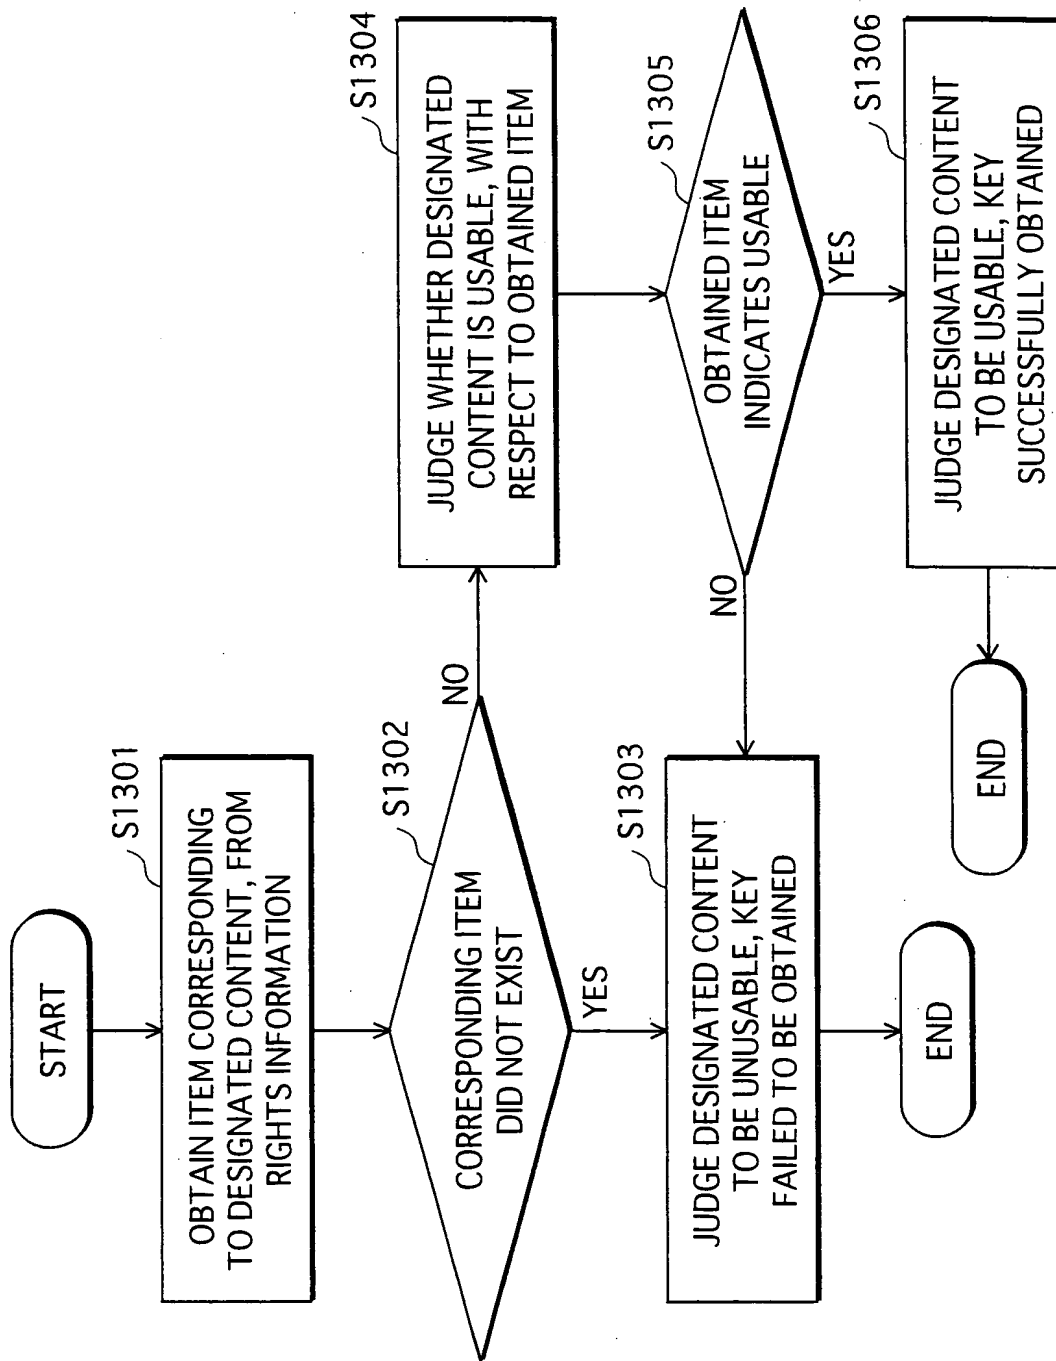 START
S1301
OBTAIN ITEM CORRESPONDING
TO DESIGNATED CONTENT, FROM
RIGHTS INFORMATION
S1302
CORRESPONDING ITEM
DID NOT EXIST
NO
YES
S1303
JUDGE DESIGNATED CONTENT
TO BE UNUSABLE, KEY
FAILED TO BE OBTAINED
END
S1304
JUDGE WHETHER DESIGNATED
CONTENT IS USABLE, WITH
RESPECT TO OBTAINED ITEM
S1305
OBTAINED ITEM
INDICATES USABLE
NO
YES
S1306
JUDGE DESIGNATED CONTENT
TO BE USABLE, KEY
SUCCESSFULLY OBTAINED
END